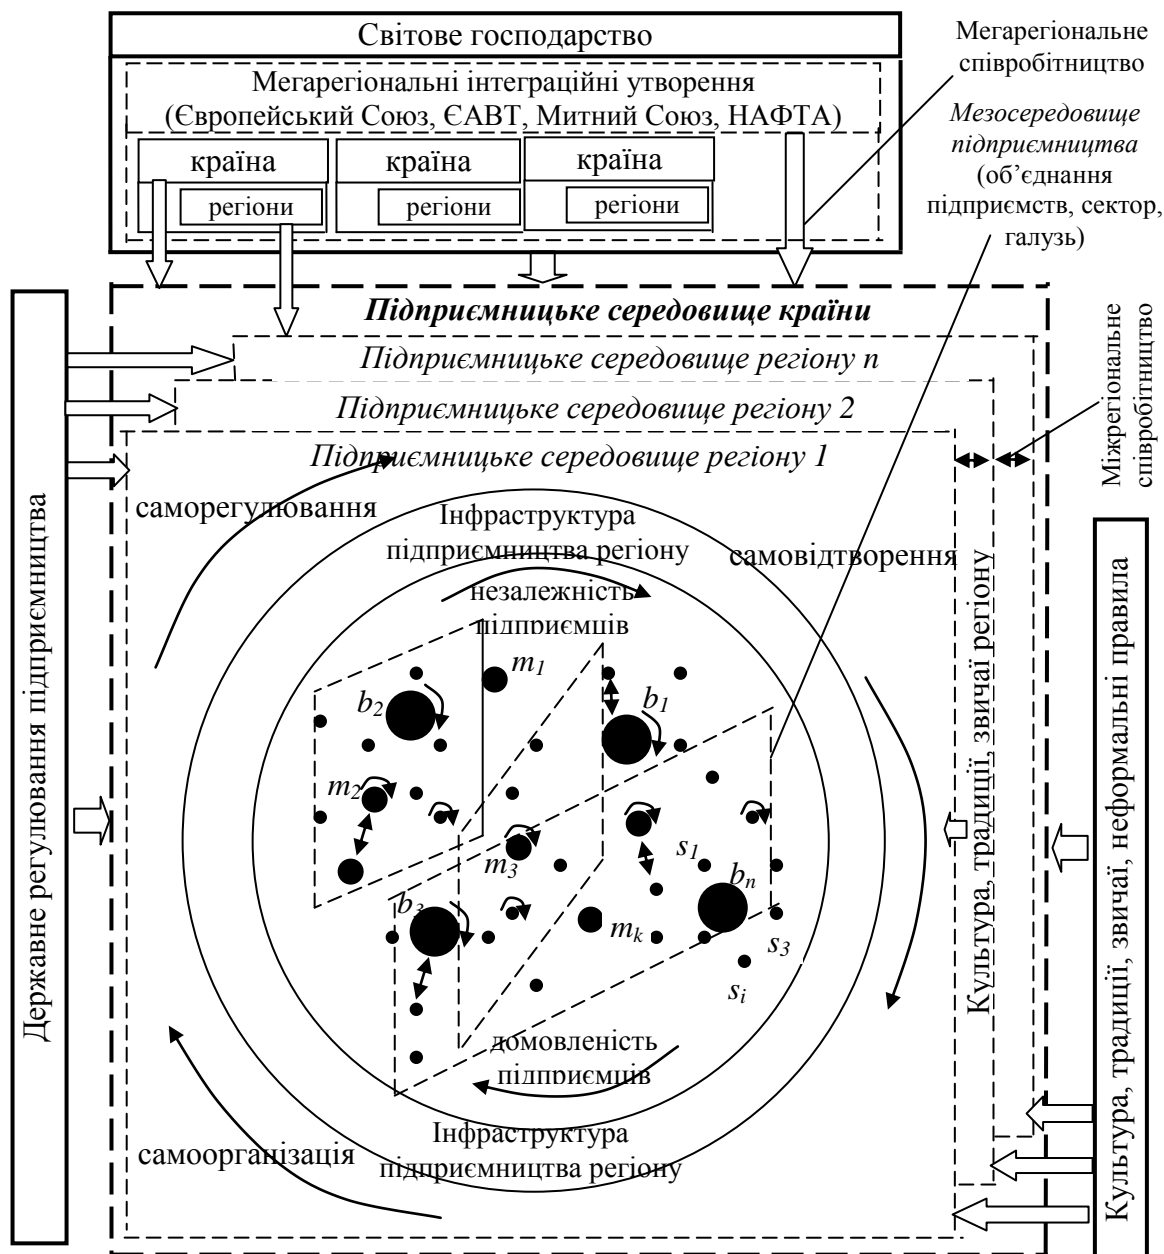 Світове господарство
Мегарегіональні інтеграційні утворення
(Європейський Союз, ЄАВТ, Митний Союз, НАФТА)
країна
країна
країна
регіони
регіони
регіони
Мегарегіональне
співробітництво
Мезосередовище
підприємництва
(об’єднання
підприємств, сектор,
галузь)
Підприємницьке середовище країни
Підприємницьке середовище регіону n
Підприємницьке середовище регіону 2
Підприємницьке середовище регіону 1
Міжрегіональне
співробітництво
Державне регулювання підприємництва
саморегулювання
Інфраструктура
підприємництва регіону
самовідтворення
незалежність
підприємців
m1
b2
b1
m2
m3
s1
bn
b3
mk
s3
si
домовленість
підприємців
Інфраструктура
підприємництва регіону
самоорганізація
Культура, традиції, звичаї регіону
Культура, традиції, звичаї, неформальні правила